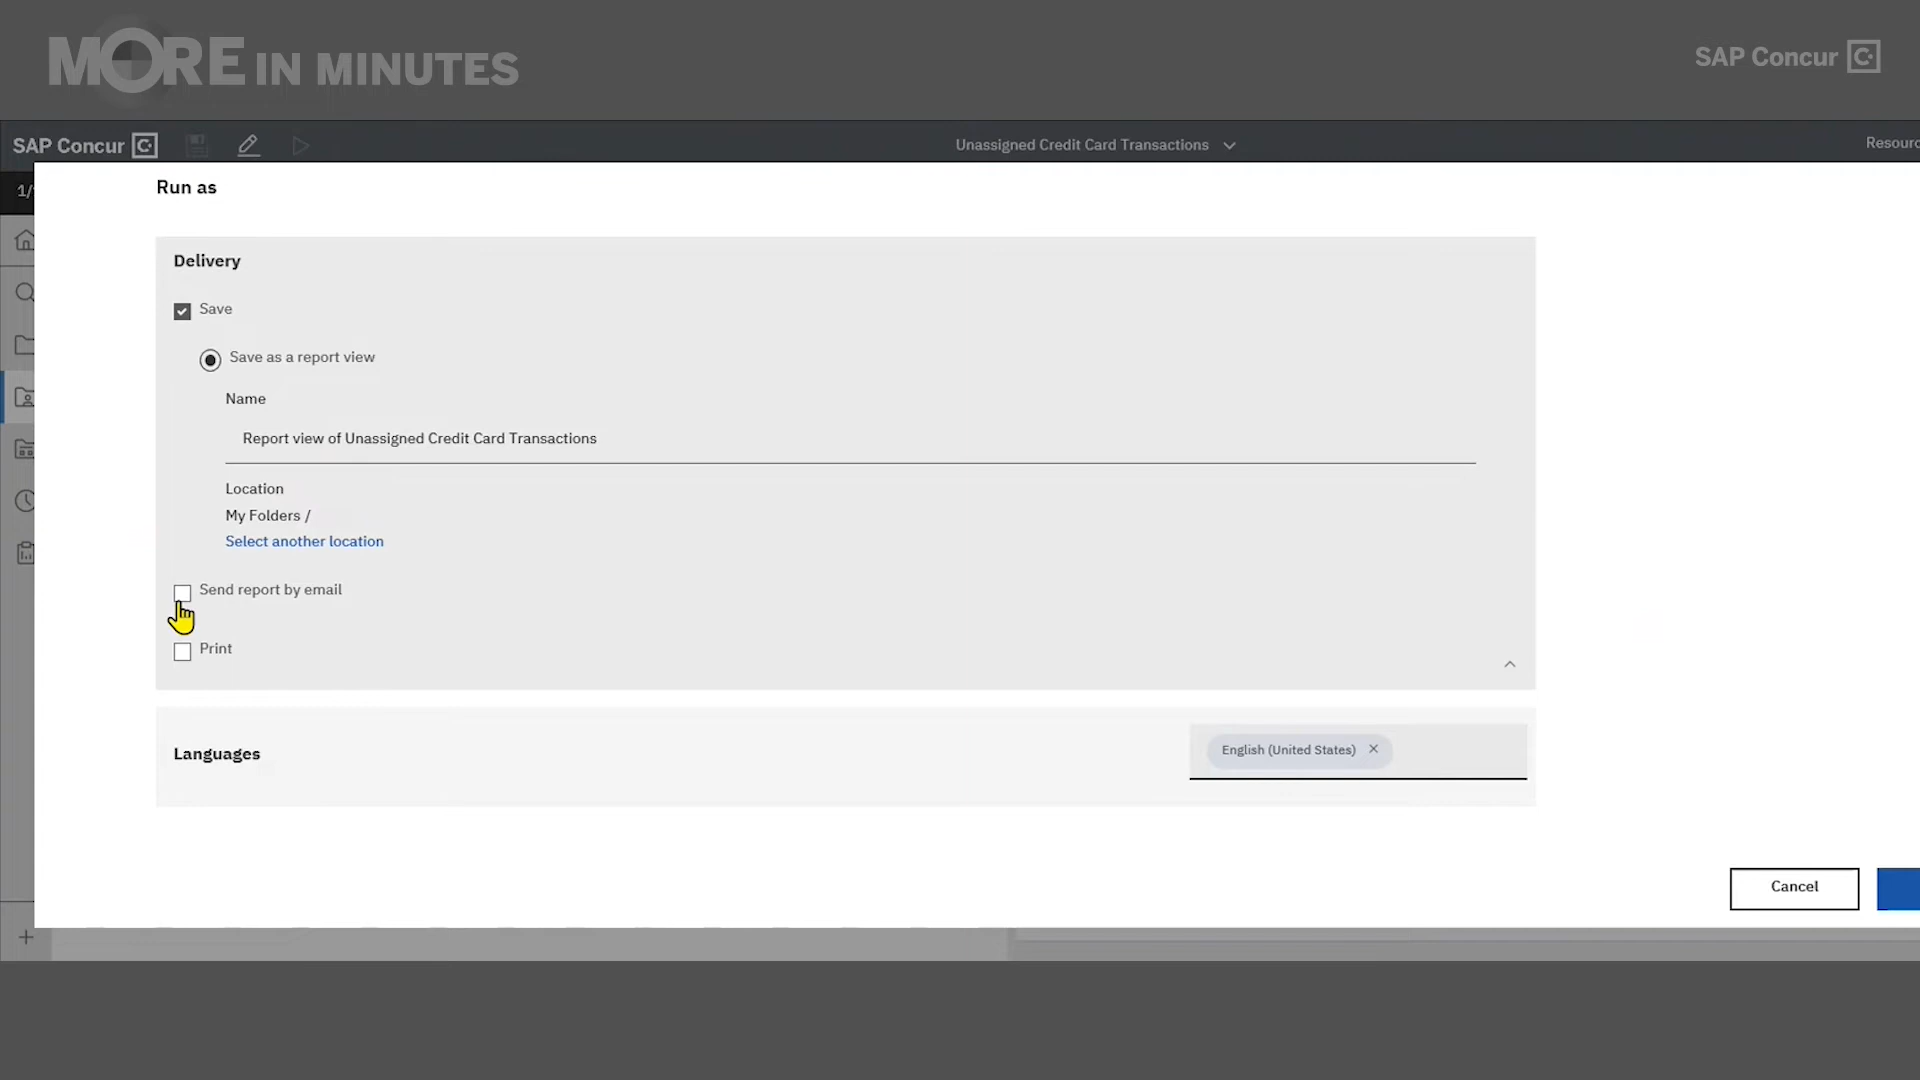 MORE IN MINUTES
SAP Concur
SAP Concur
Unassigned Credit Card Transactions
Run as
Delivery
Save
Save as a report view
Name
Report view of Unassigned Credit Card Transactions
Location
My Folders /
Select another location
Send report by email
Print
Languages
English (United States)
Cancel